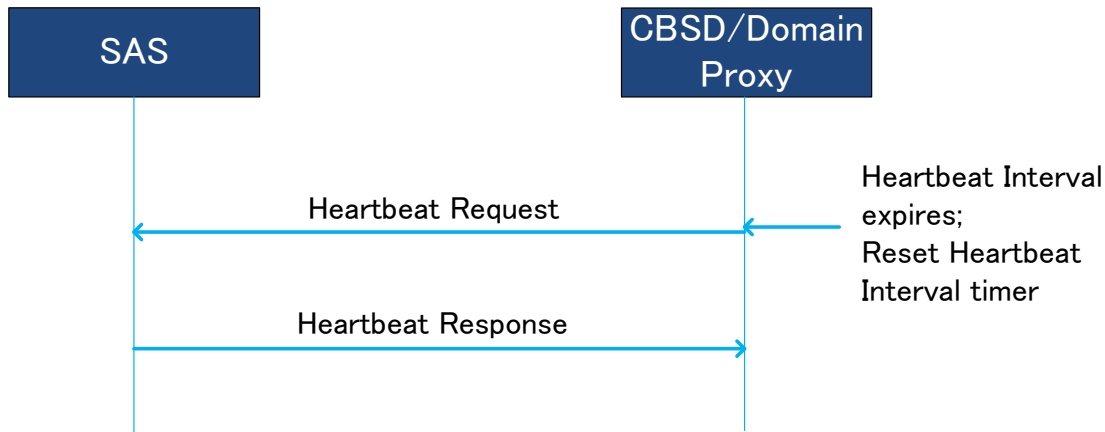 SAS
CBSD/Domain
Proxy
Heartbeat Interval
expires;
Reset Heartbeat
Interval timer
Heartbeat Request
Heartbeat Response